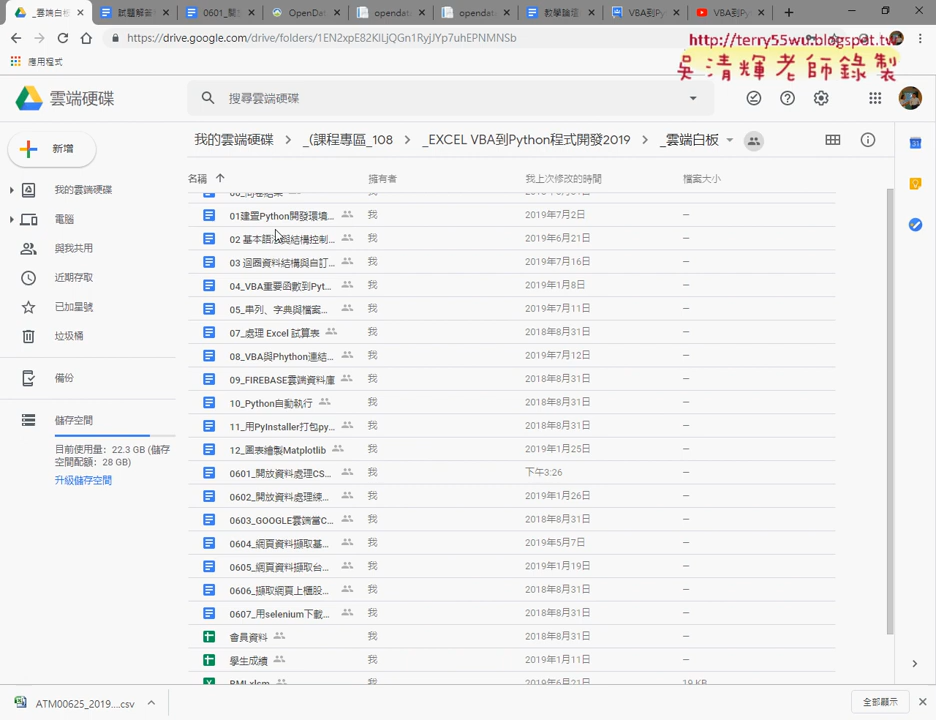 _雲端白板
試題解析
0601_開
OpenDat
opendat
opendat
教學論壇
VBA到Py
VBA到Py
https://drive.google.com/drive/folders/1EN2xpE82KlLjQGn1RyjJYp7uhEPNMNSb
http://terry55wu.blogspot.tw
吳清輝老師錄製
應用程式
雲端硬碟
搜尋雲端硬碟
新增
我的雲端硬碟 > _(課程專區_108 > _EXCEL VBA到Python程式開發2019 > _雲端白板
我的雲端硬碟
電腦
與我共用
近期存取
已加星號
垃圾桶
備份
儲存空間
目前使用量：22.3 GB (儲存
空間配額：28 GB)
升級儲存空間
名稱 擁有者 我上次修改的時間 檔案大小
01建置Python開發環境... 我 2019年7月2日 —
02 基本語法與結構控制... 我 2019年6月21日 —
03 迴圈資料結構與自訂... 我 2019年7月16日 —
04_VBA重要函數到Pyt... 我 2019年1月8日 —
05_串列、字典與檔案... 我 2019年7月11日 —
07_處理 Excel 試算表 我 2018年8月31日 —
08_VBA與Phython連結... 我 2019年7月12日 —
09_FIREBASE雲端資料庫 我 2018年8月31日 —
10_Python自動執行 我 2018年8月31日 —
11_用PyInstaller打包py... 我 2018年8月31日 —
12_圖表繪製Matplotlib 我 2019年1月25日 —
0601_開放資料處理CS... 我 下午3:26 —
0602_開放資料處理練... 我 2019年1月26日 —
0603_GOOGLE雲端當C... 我 2018年8月31日 —
0604_網頁資料擷取基... 我 2019年5月7日 —
0605_網頁資料擷取台... 我 2019年1月19日 —
0606_擷取網頁上櫃股... 我 2018年8月31日 —
0607_用selenium下載... 我 2018年8月31日 —
會員資料 我 2018年8月31日 —
學生成績 我 2019年1月11日 —
BMI.xlsm 我 2019年6月21日 19 KB
ATM00625_2019....csv
全部顯示